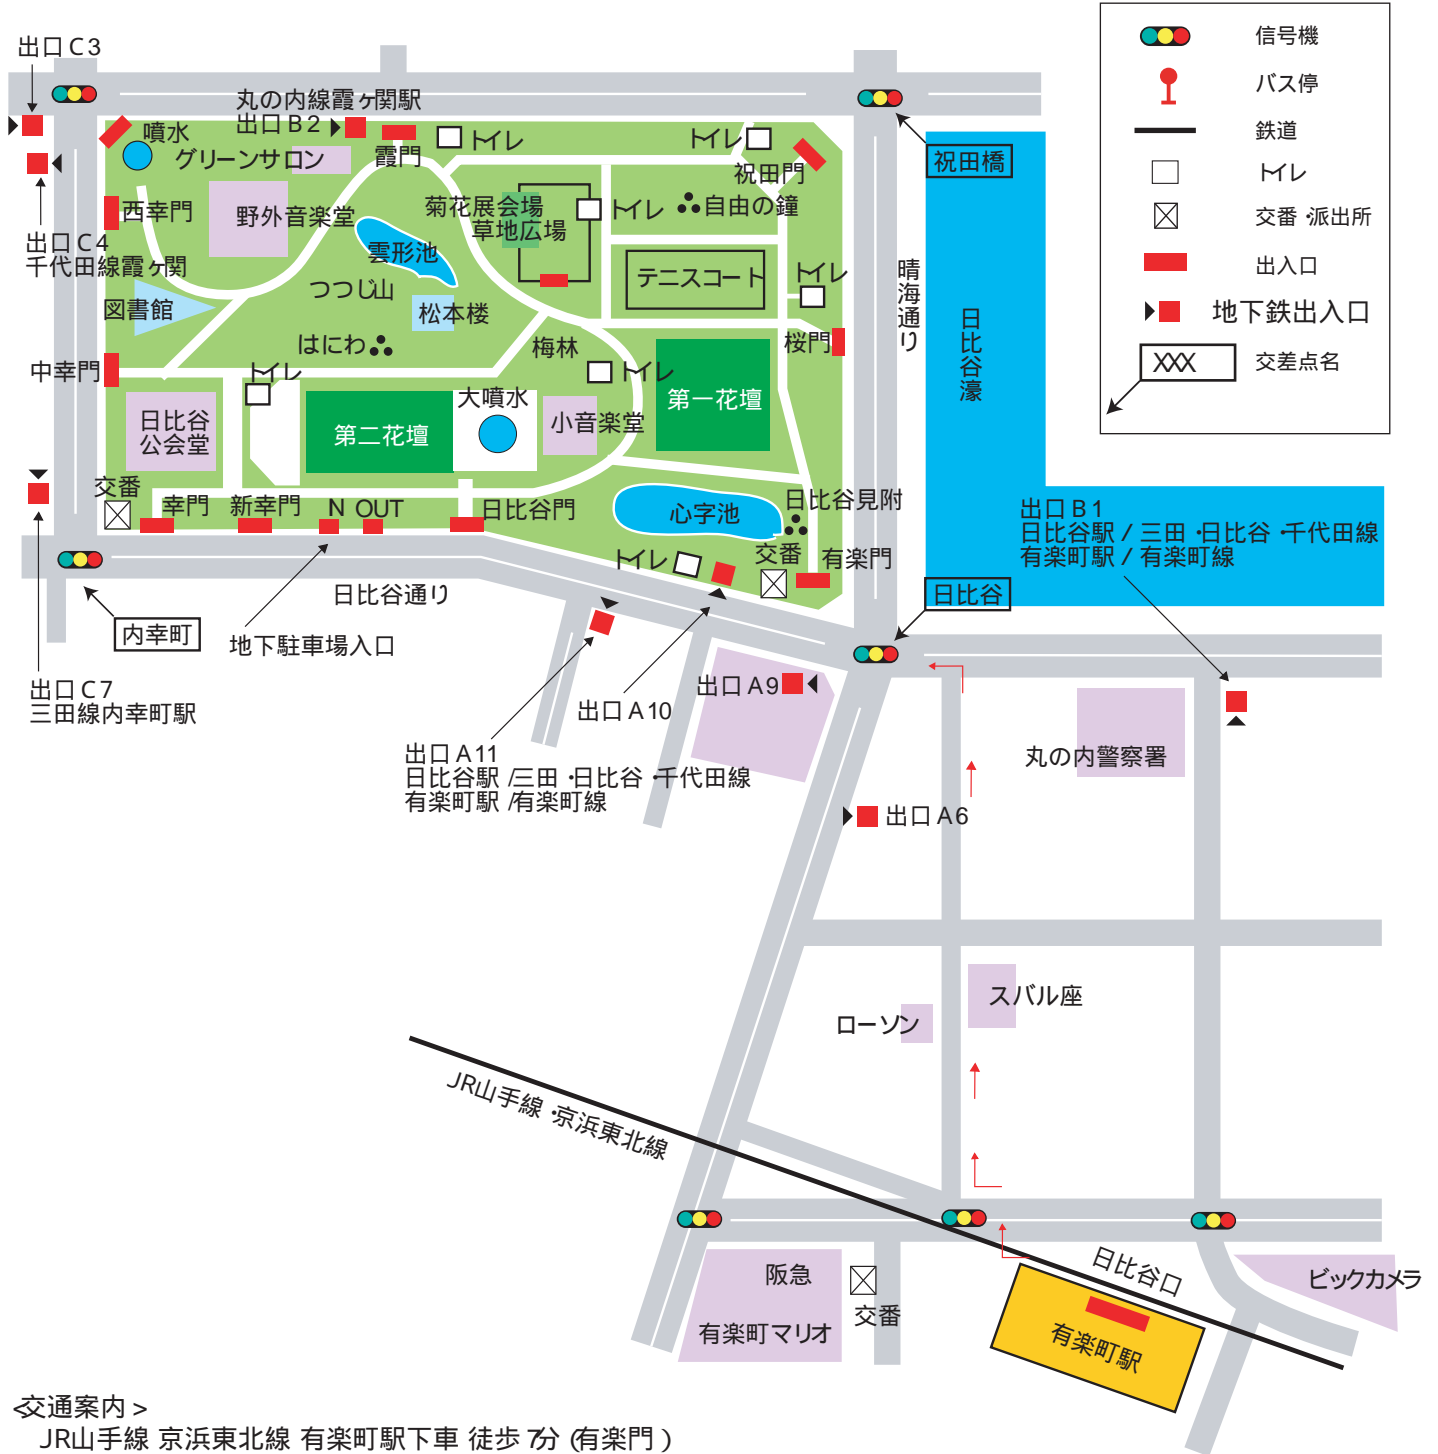 出口C3
丸の内線霞ヶ関駅
出口B2
噴水
グリーンサロン
霞門
トイレ
トイレ
祝田門
祝田橋
西幸門
野外音楽堂
菊花展会場
草地広場
トイレ
自由の鐘
出口C4
千代田線霞ヶ関
雲形池
テニスコート
トイレ
晴海通り
図書館
つつじ山
松本楼
日比谷濠
はにわ
梅林
桜門
中幸門
トイレ
トイレ
大噴水
第一花壇
日比谷
公会堂
第二花壇
小音楽堂
交番
幸門
新幸門
N OUT
日比谷門
心字池
日比谷見附
トイレ
交番
有楽門
出口B1
日比谷駅/三田・日比谷・千代田線
有楽町駅/有楽町線
日比谷通り
日比谷
内幸町
地下駐車場入口
出口C7
三田線内幸町駅
出口A9
出口A10
出口A11
日比谷駅/三田・日比谷・千代田線
有楽町駅/有楽町線
丸の内警察署
出口A6
スバル座
ローソン
JR山手線・京浜東北線
日比谷口
阪急
交番
有楽町マリオ
有楽町駅
ビックカメラ
信号機
バス停
鉄道
トイレ
交番・派出所
出入口
地下鉄出入口
XXX 交差点名
<交通案内>
JR山手線 京浜東北線 有楽町駅下車 徒歩7分(有楽門)